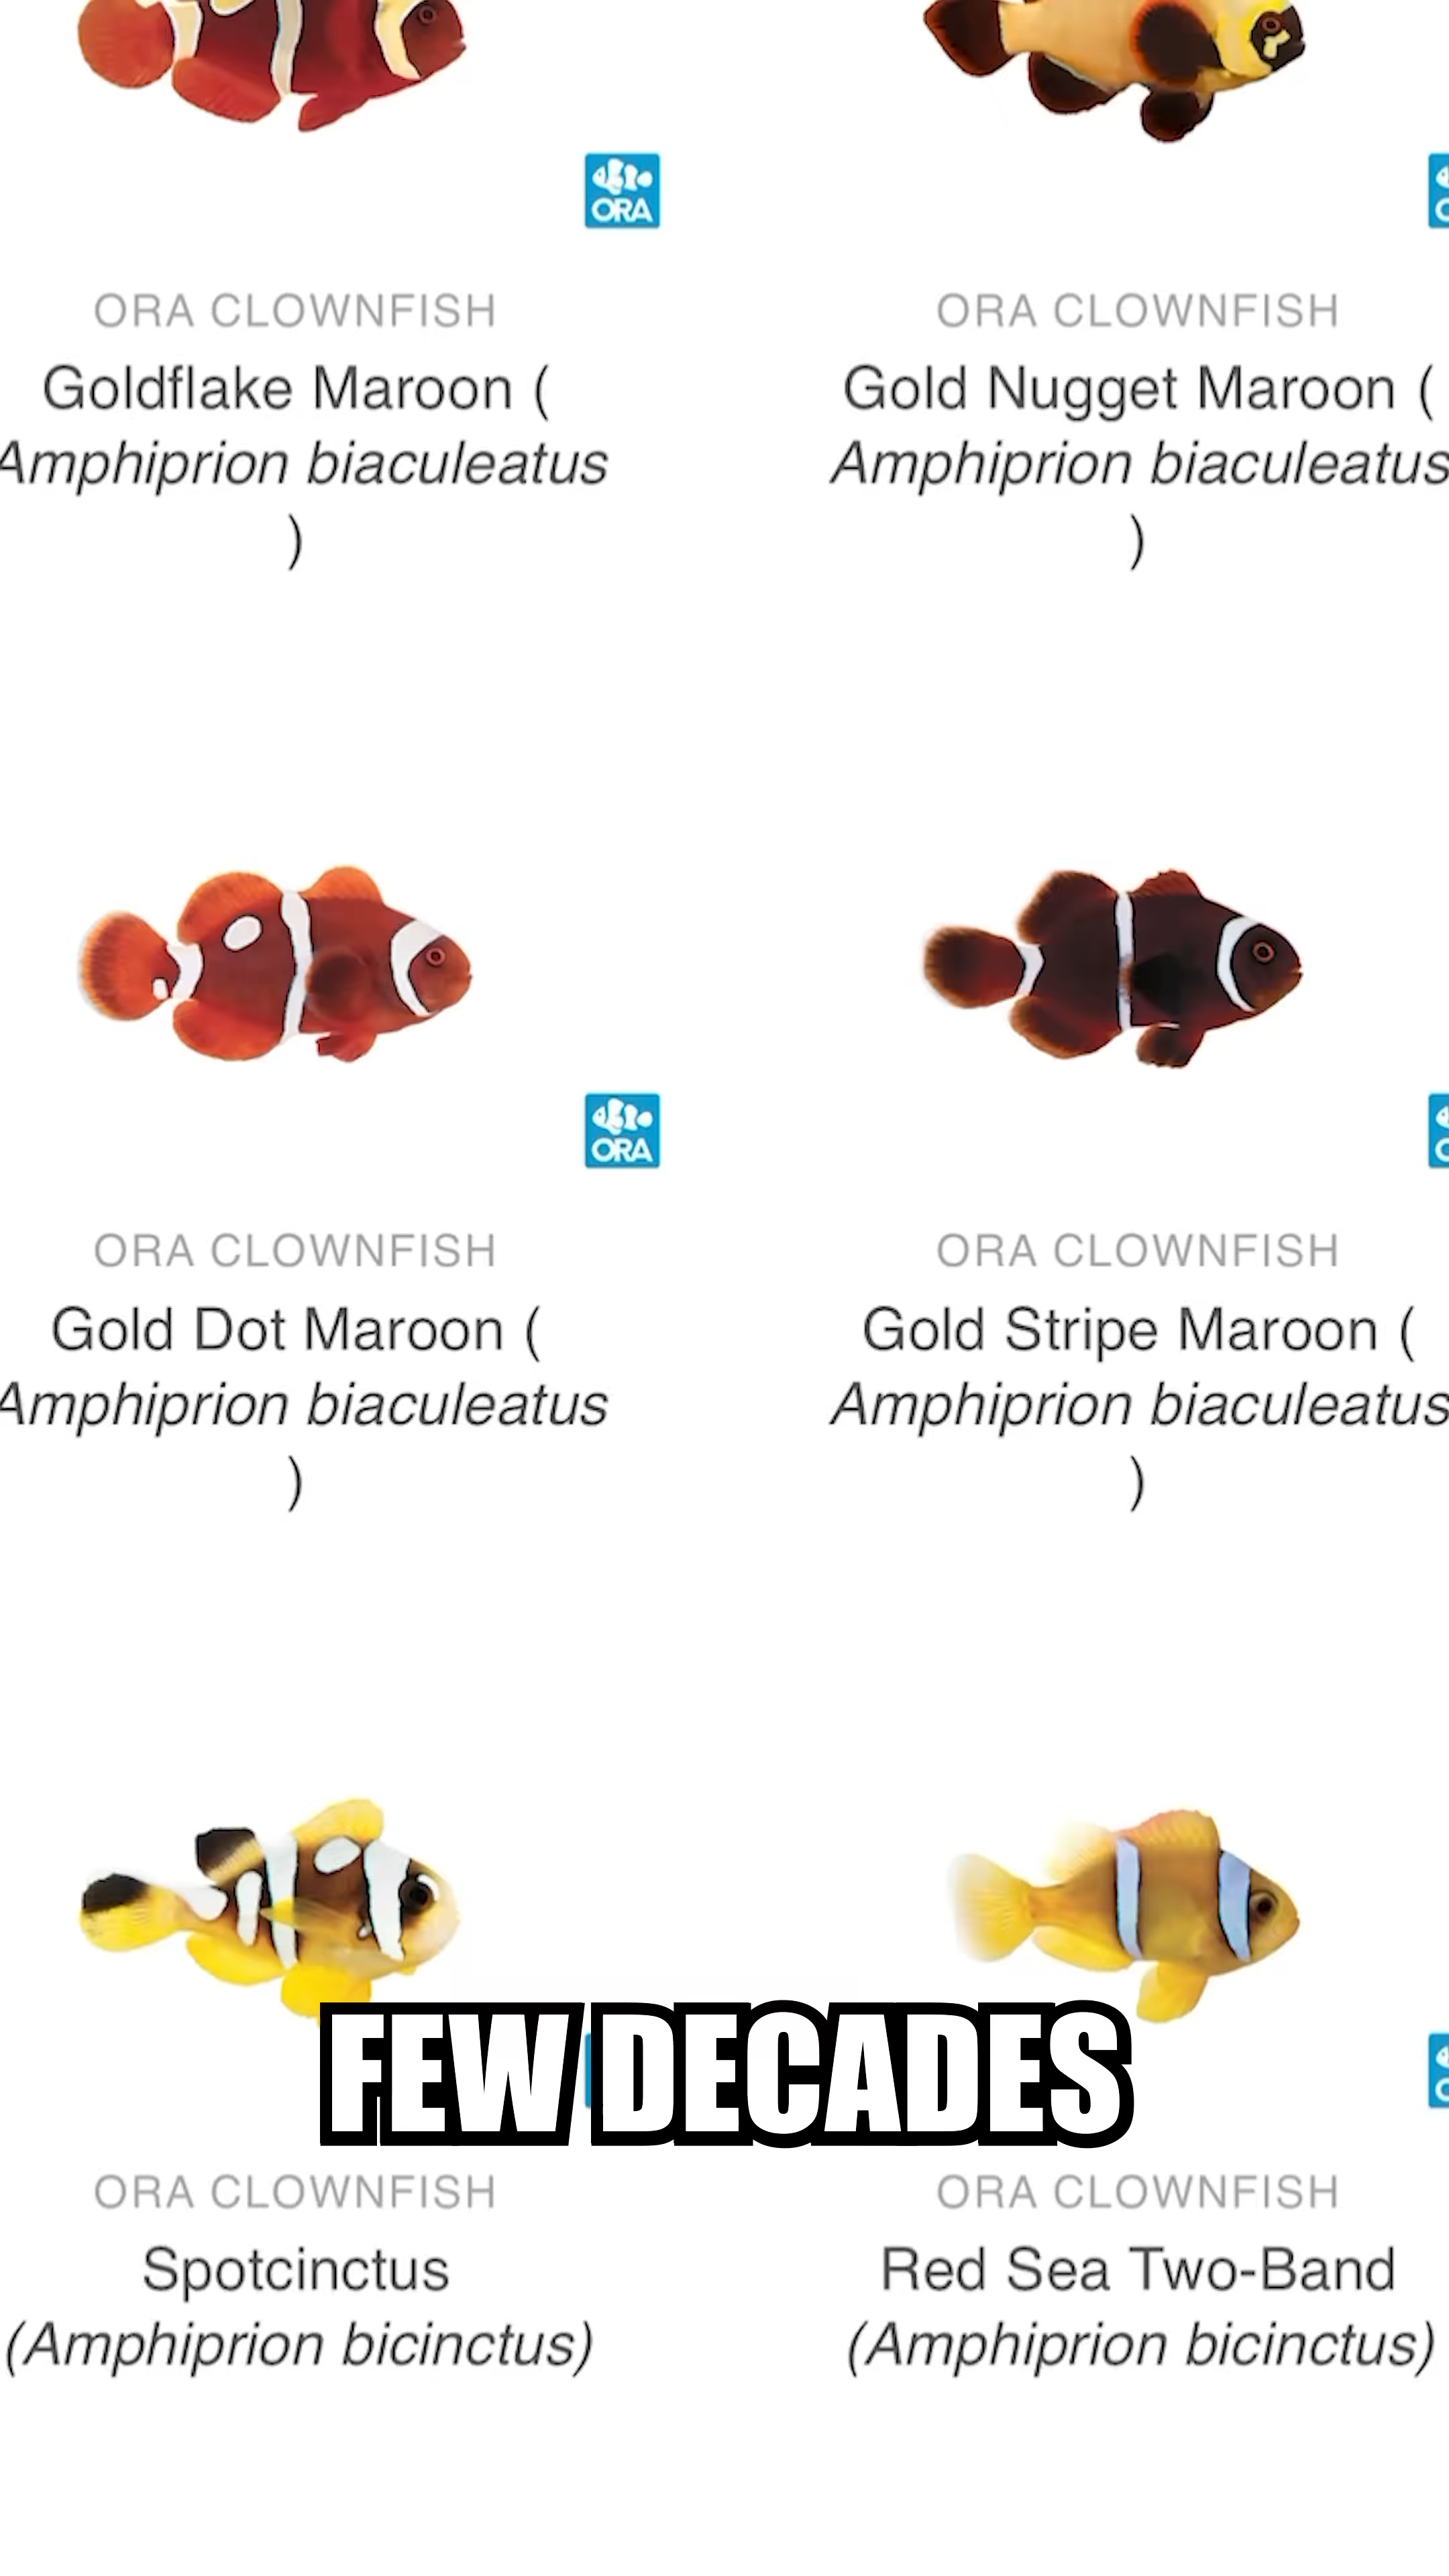 ORA
ORA CLOWNFISH
Goldflake Maroon (
Amphiprion biaculeatus
)
ORA CLOWNFISH
Gold Nugget Maroon (
Amphiprion biaculeatus
)
ORA
ORA CLOWNFISH
Gold Dot Maroon (
Amphiprion biaculeatus
)
ORA CLOWNFISH
Gold Stripe Maroon (
Amphiprion biaculeatus
)
FEW DECADES
ORA CLOWNFISH
Spotcinctus
(Amphiprion bicinctus)
ORA CLOWNFISH
Red Sea Two-Band
(Amphiprion bicinctus)